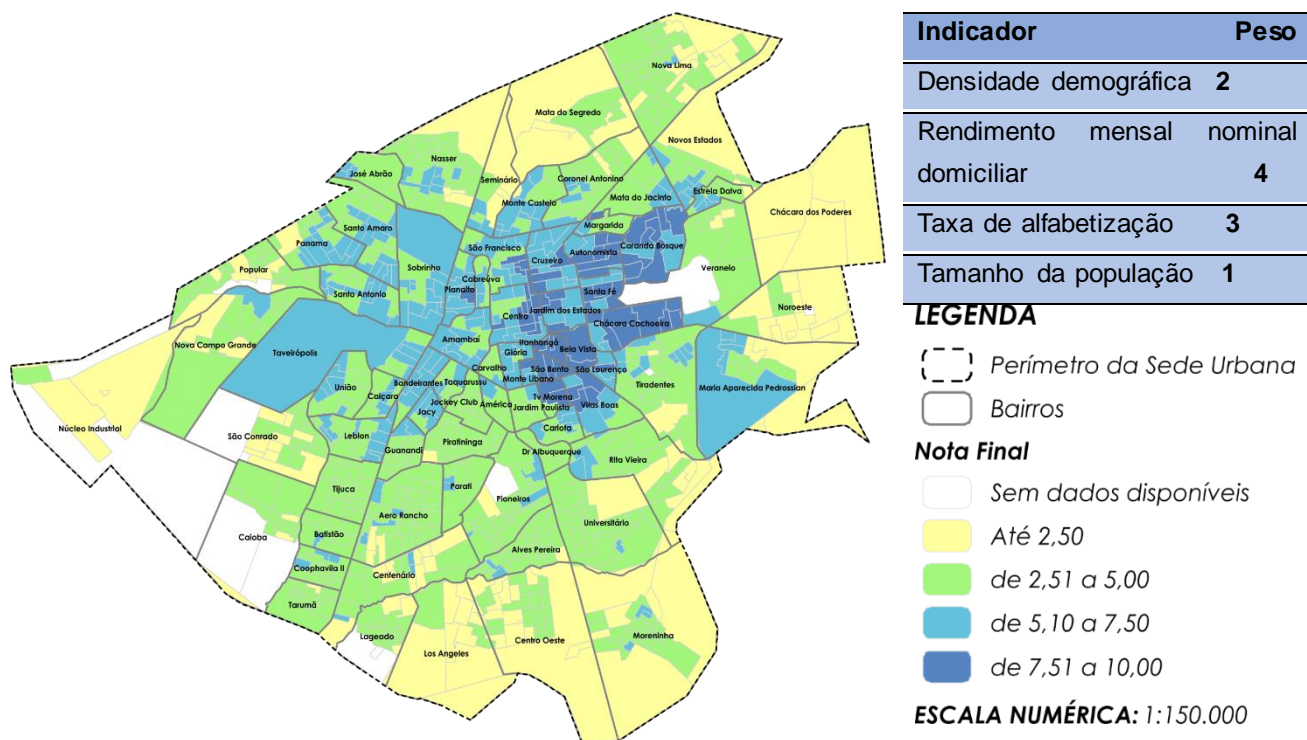 Indicador Peso
Densidade demográfica 2
Rendimento mensal nominal
domiciliar 4
Taxa de alfabetização 3
Tamanho da população 1
LEGENDA
Perímetro da Sede Urbana
Bairros
Nota Final
Sem dados disponíveis
Até 2,50
de 2,51 a 5,00
de 5,10 a 7,50
de 7,51 a 10,00
ESCALA NUMÉRICA: 1:150.000
Nova Lima
Mata do Segredo
Novos Estados
Nasser
José Abrão
Seminário
Coronel Antonino
Mata do Jacinto
Estrela Dalva
Monte Castelo
Chácara dos Poderes
Margarida
Santo Amaro
Panama
São Francisco
Cruzeiro
Autonomista
Carandá Bosque
Veraneio
Sobrinho
Popular
Cabreúva
Planalto
Santo Antonio
Santa Fé
Noroeste
Centro
Jardim dos Estados
Chácara Cachoeira
Nova Campo Grande
Taveirópolis
Amambaí
Itanhangá
Glória
Bela Vista
Carvalho
São Bento
São Lourenço
Tiradentes
Maria Aparecida Pedrossian
União
Bandeirantes
Taquarussu
Monte Líbano
Caiçara
Jockey Club
América
Tv Morena
Vilas Boas
Jacy
Jardim Paulista
Núcleo Industrial
São Conrado
Leblon
Carlota
Guanandi
Piratininga
Dr Albuquerque
Rita Vieira
Tijuca
Parati
Pioneiros
Aero Rancho
Universitário
Caioba
Batistão
Alves Pereira
Coophavila II
Centenário
Tarumã
Lageado
Los Angeles
Centro Oeste
Moreninha